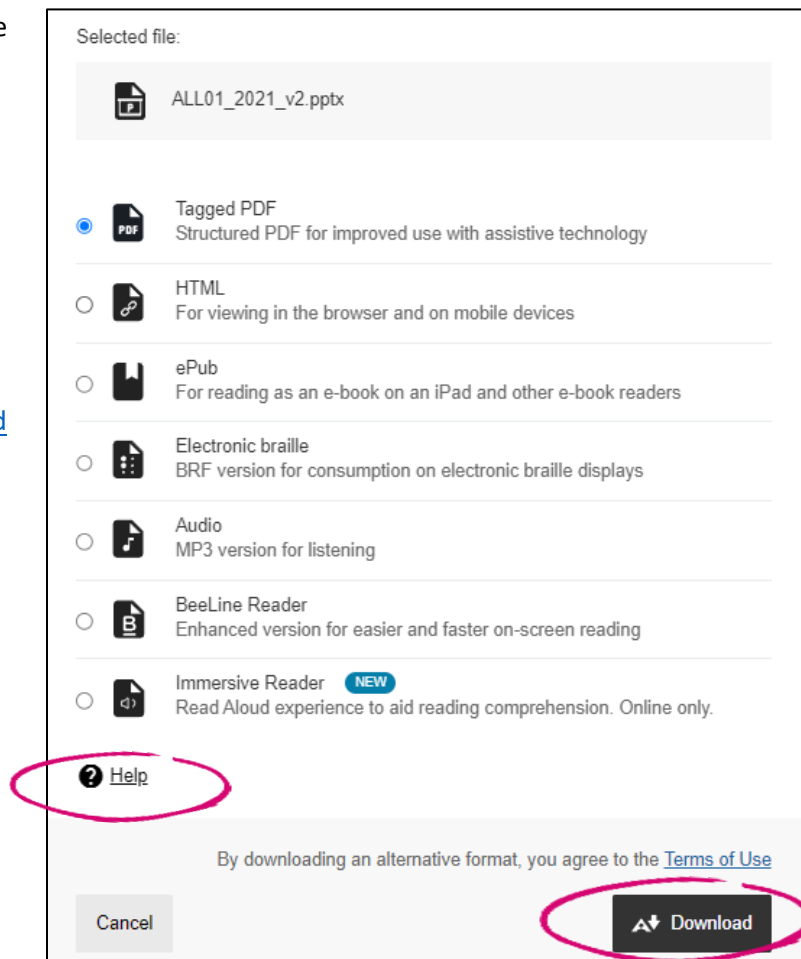 e
Selected file:
P
ALL01_2021_v2.pptx
PDF
Tagged PDF
Structured PDF for improved use with assistive technology
HTML
For viewing in the browser and on mobile devices
ePub
For reading as an e-book on an iPad and other e-book readers
d
Electronic braille
BRF version for consumption on electronic braille displays
Audio
MP3 version for listening
B
BeeLine Reader
Enhanced version for easier and faster on-screen reading
Immersive Reader NEW
Read Aloud experience to aid reading comprehension. Online only.
? Help
By downloading an alternative format, you agree to the Terms of Use
Cancel
A Download